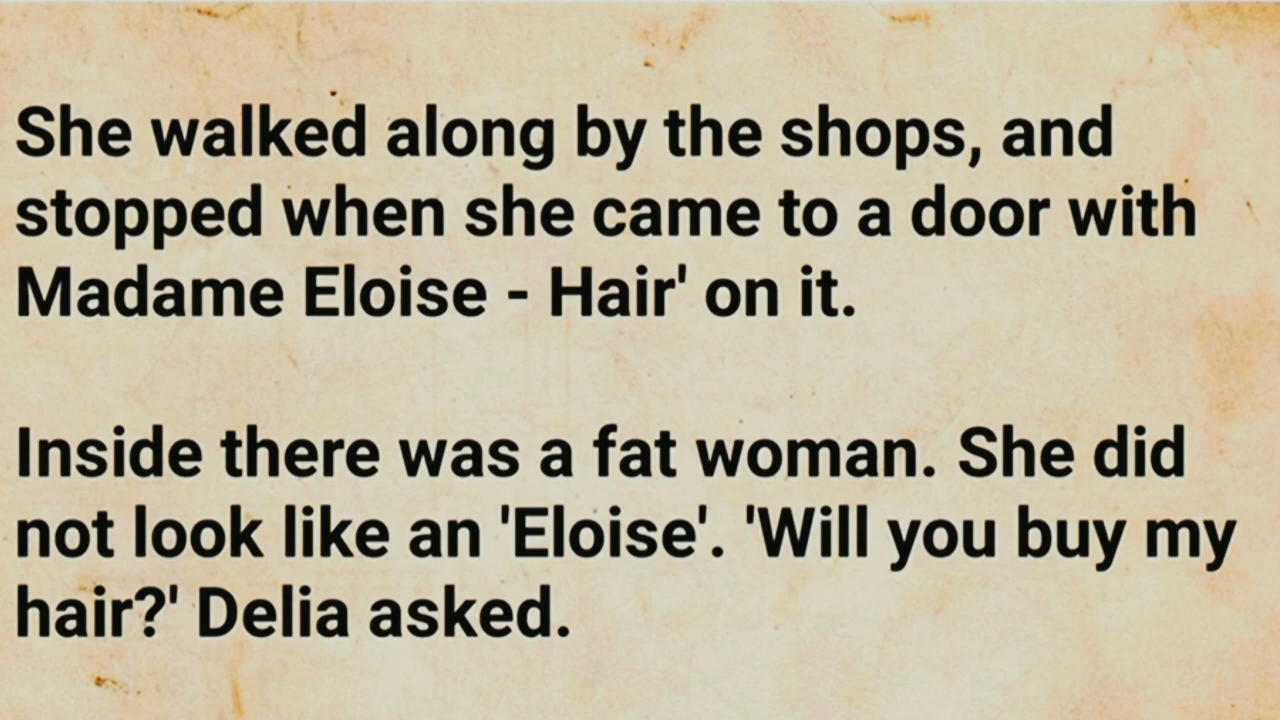 She walked along by the shops, and
stopped when she came to a door with
Madame Eloise - Hair' on it.
Inside there was a fat woman. She did
not look like an 'Eloise'. 'Will you buy my
hair?' Delia asked.